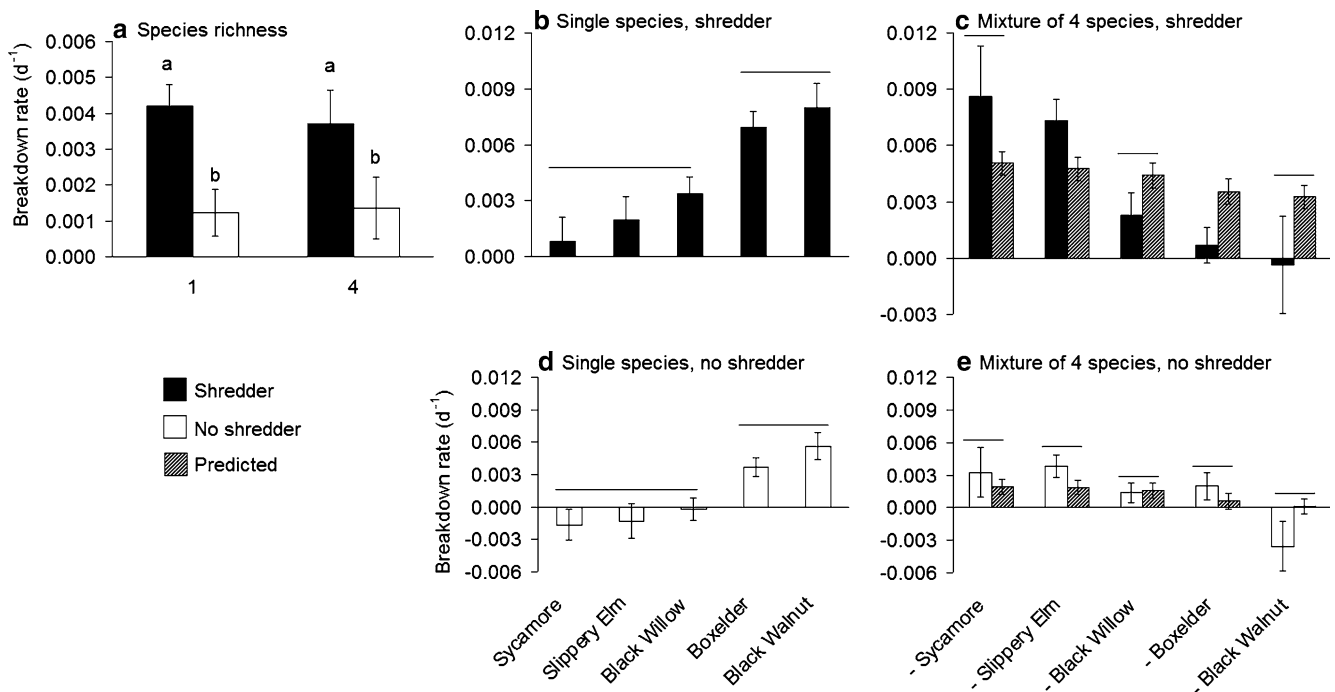 a Species richness
Breakdown rate (d⁻¹)
0.006
0.005
0.004
0.003
0.002
0.001
0.000
a
b
a
b
1
4
b Single species, shredder
0.012
0.009
0.006
0.003
0.000
c Mixture of 4 species, shredder
0.012
0.009
0.006
0.003
0.000
-0.003
Shredder
No shredder
Predicted
d Single species, no shredder
Breakdown rate (d⁻¹)
0.012
0.009
0.006
0.003
0.000
-0.003
-0.006
Sycamore
Slippery Elm
Black Willow
Boxelder
Black Walnut
e Mixture of 4 species, no shredder
0.012
0.009
0.006
0.003
0.000
-0.003
-0.006
- Sycamore
- Slippery Elm
- Black Willow
- Boxelder
- Black Walnut